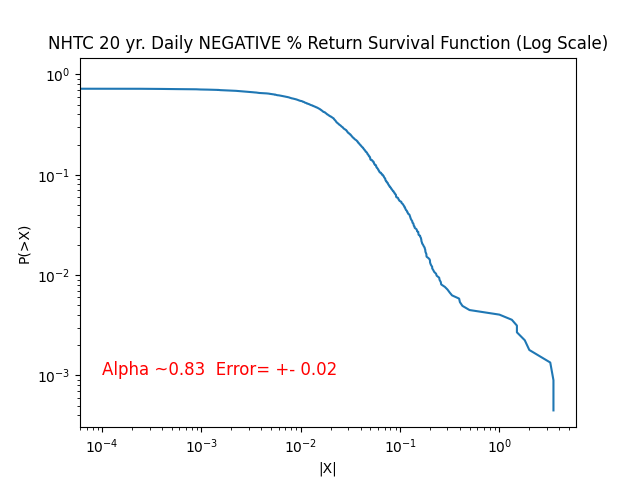 NHTC 20 yr. Daily NEGATIVE % Return Survival Function (Log Scale)
10⁰
10⁻¹
10⁻²
10⁻³
P(>X)
Alpha ~0.83  Error= +- 0.02
10⁻⁴ 10⁻³ 10⁻² 10⁻¹ 10⁰
|X|